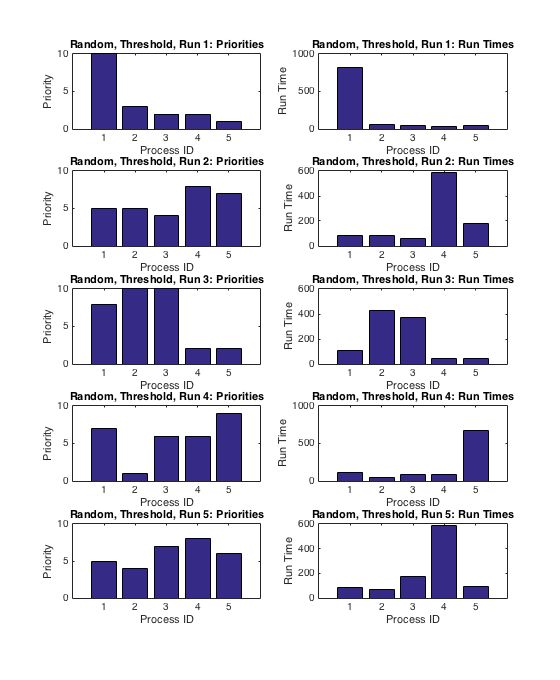 Random, Threshold, Run 1: Priorities
Priority
10
5
0
1 2 3 4 5
Process ID
Random, Threshold, Run 1: Run Times
Run Time
1000
500
0
1 2 3 4 5
Process ID
Random, Threshold, Run 2: Priorities
Priority
10
5
0
1 2 3 4 5
Process ID
Random, Threshold, Run 2: Run Times
Run Time
600
400
200
0
1 2 3 4 5
Process ID
Random, Threshold, Run 3: Priorities
Priority
10
5
0
1 2 3 4 5
Process ID
Random, Threshold, Run 3: Run Times
Run Time
600
400
200
0
1 2 3 4 5
Process ID
Random, Threshold, Run 4: Priorities
Priority
10
5
0
1 2 3 4 5
Process ID
Random, Threshold, Run 4: Run Times
Run Time
1000
500
0
1 2 3 4 5
Process ID
Random, Threshold, Run 5: Priorities
Priority
10
5
0
1 2 3 4 5
Process ID
Random, Threshold, Run 5: Run Times
Run Time
600
400
200
0
1 2 3 4 5
Process ID